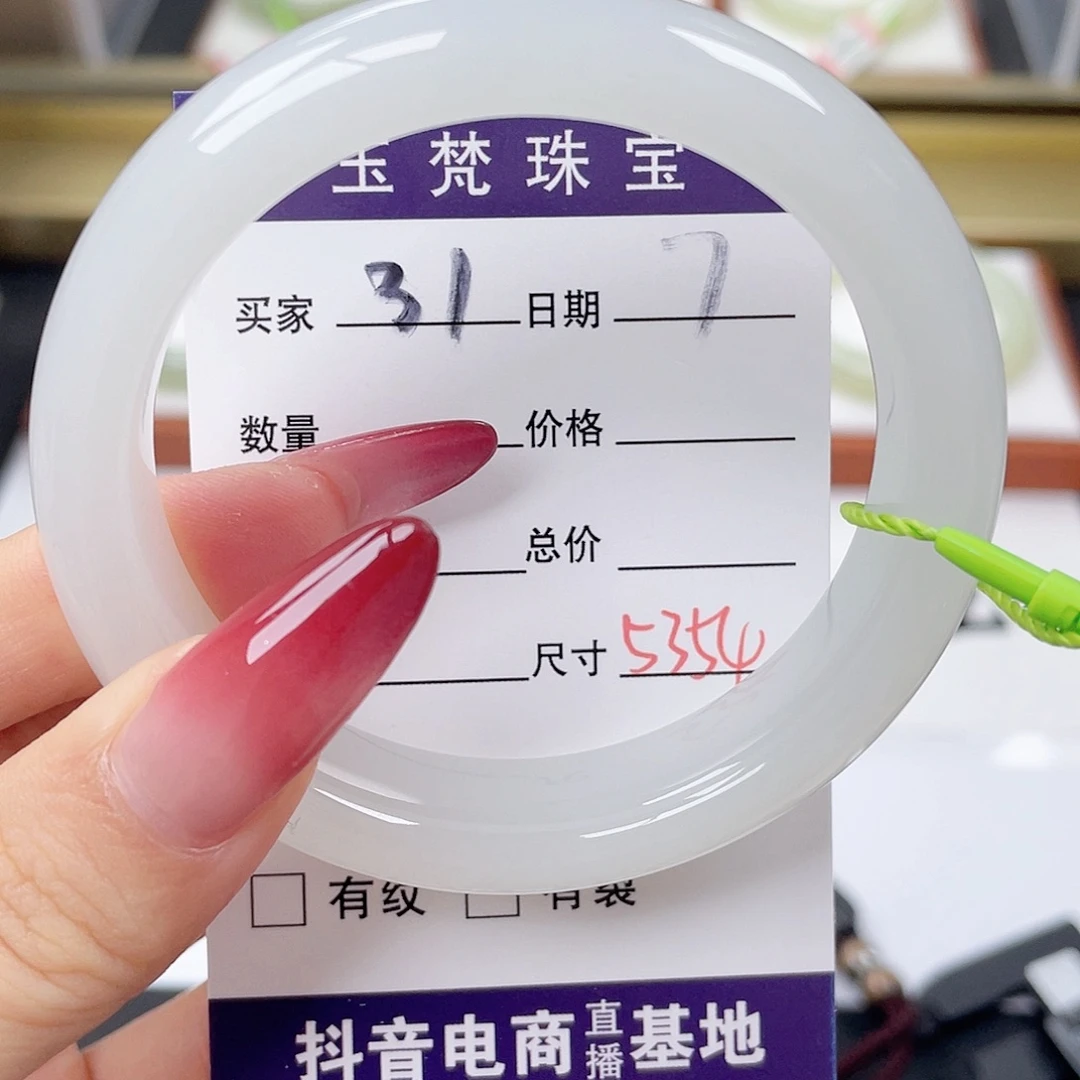 玉梵珠宝
买家 31 日期 7
数量 价格
总价
尺寸 5354
有纹 有裂
抖音电商直播基地